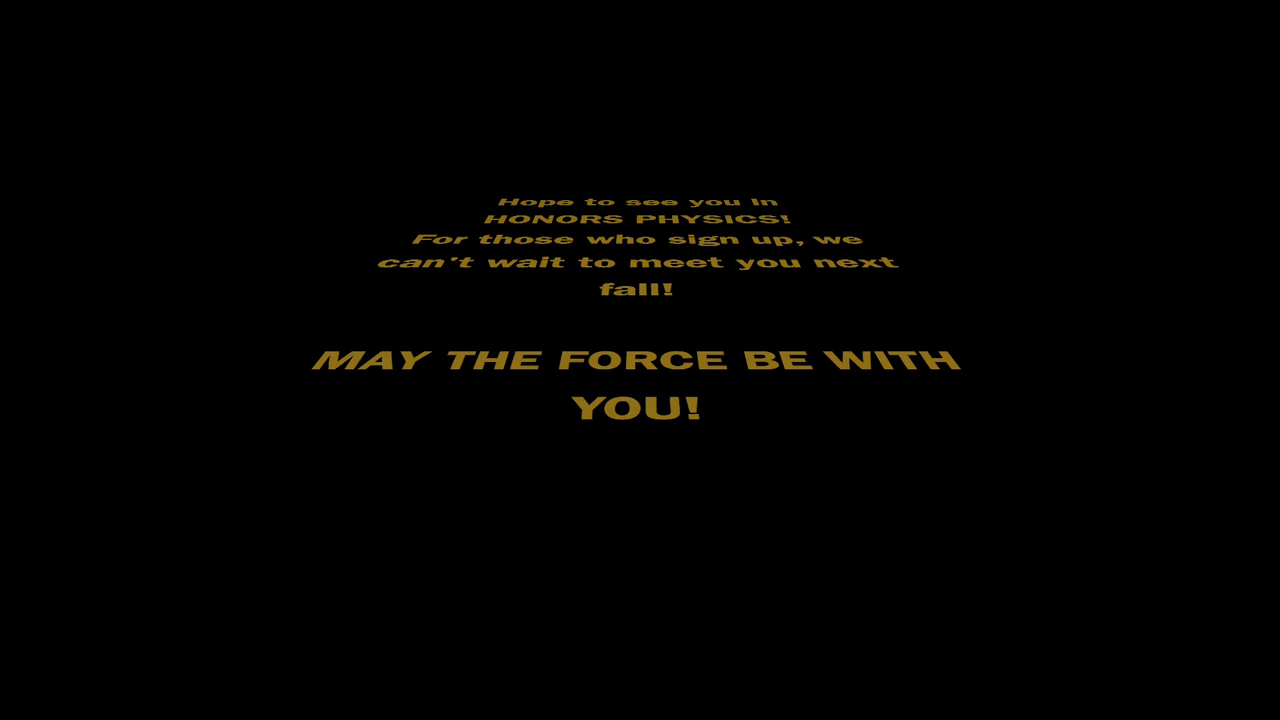 Hope to see you in
HONORS PHYSICS!
For those who sign up, we
can't wait to meet you next
fall!
MAY THE FORCE BE WITH
YOU!